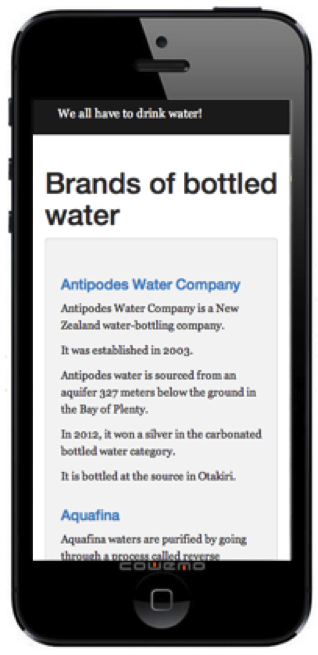 We all have to drink water!
Brands of bottled
water
Antipodes Water Company
Antipodes Water Company is a New
Zealand water-bottling company.
It was established in 2003.
Antipodes water is sourced from an
aquifer 327 meters below the ground in
the Bay of Plenty.
In 2012, it won a silver in the carbonated
bottled water category.
It is bottled at the source in Otakiri.
Aquafina
Aquafina waters are purified by going
through a process called reverse
cowemo